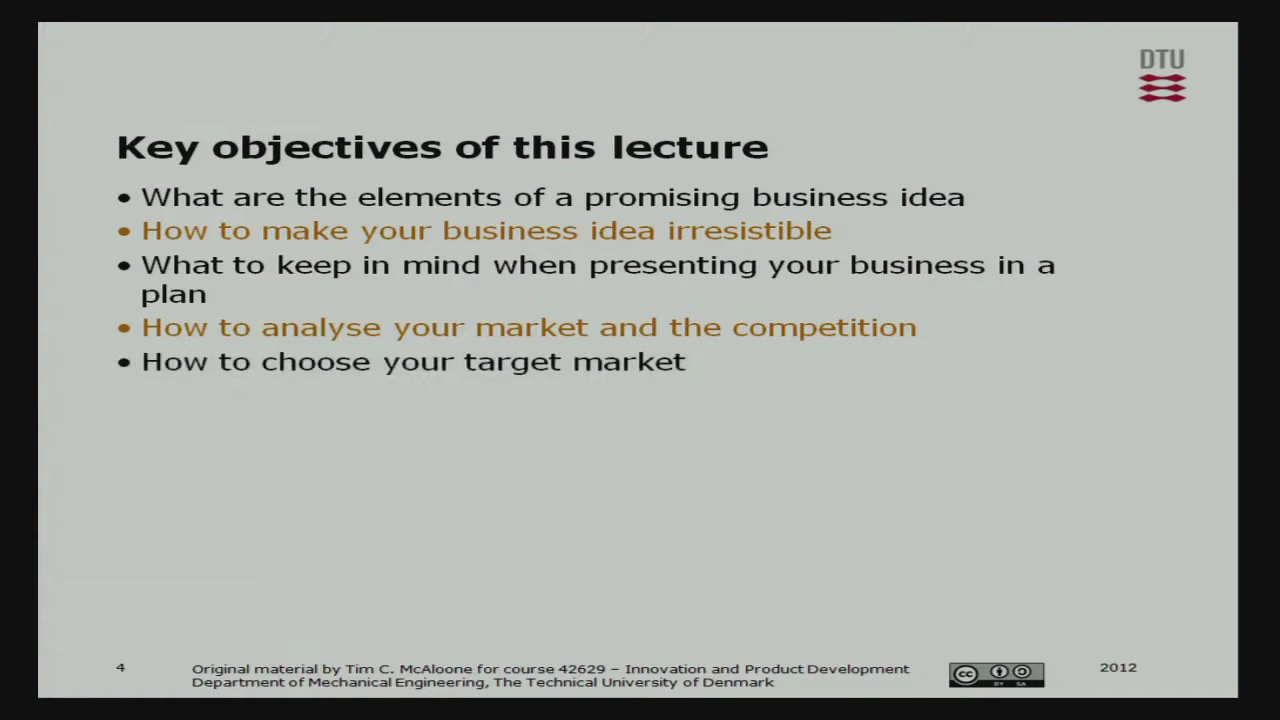 DTU
Key objectives of this lecture
• What are the elements of a promising business idea
• How to make your business idea irresistible
• What to keep in mind when presenting your business in a
plan
• How to analyse your market and the competition
• How to choose your target market
4
Original material by Tim C. McAloone for course 42629 – Innovation and Product Development
Department of Mechanical Engineering, The Technical University of Denmark
cc BY SA
2012